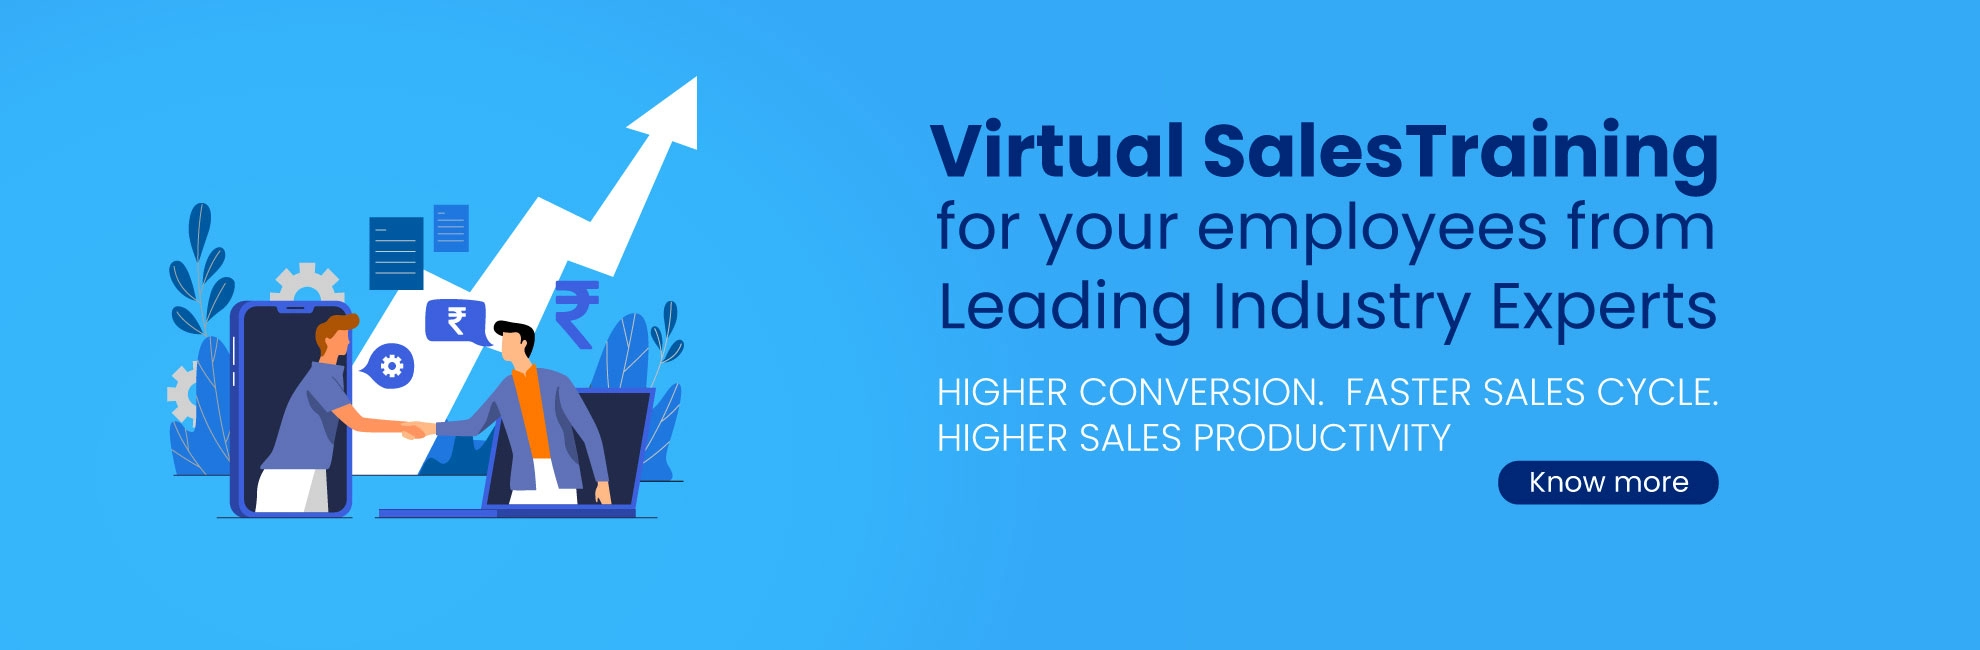 Virtual SalesTraining
for your employees from
Leading Industry Experts
HIGHER CONVERSION. FASTER SALES CYCLE.
HIGHER SALES PRODUCTIVITY
Know more
₹
₹